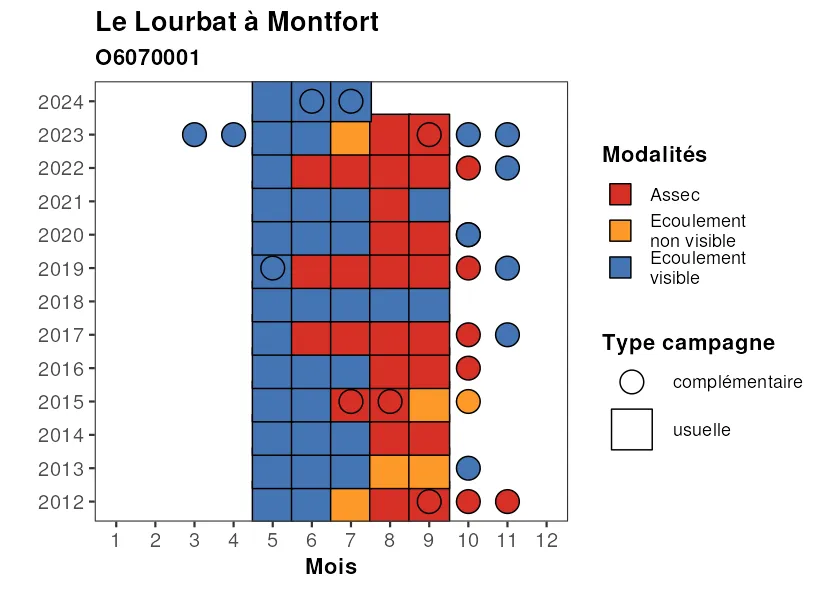 Le Lourbat à Montfort
O6070001
2024
2023
2022
2021
2020
2019
2018
2017
2016
2015
2014
2013
2012
1 2 3 4 5 6 7 8 9 10 11 12
Mois
Modalités
Assec
Ecoulement
non visible
Ecoulement
visible
Type campagne
complémentaire
usuelle